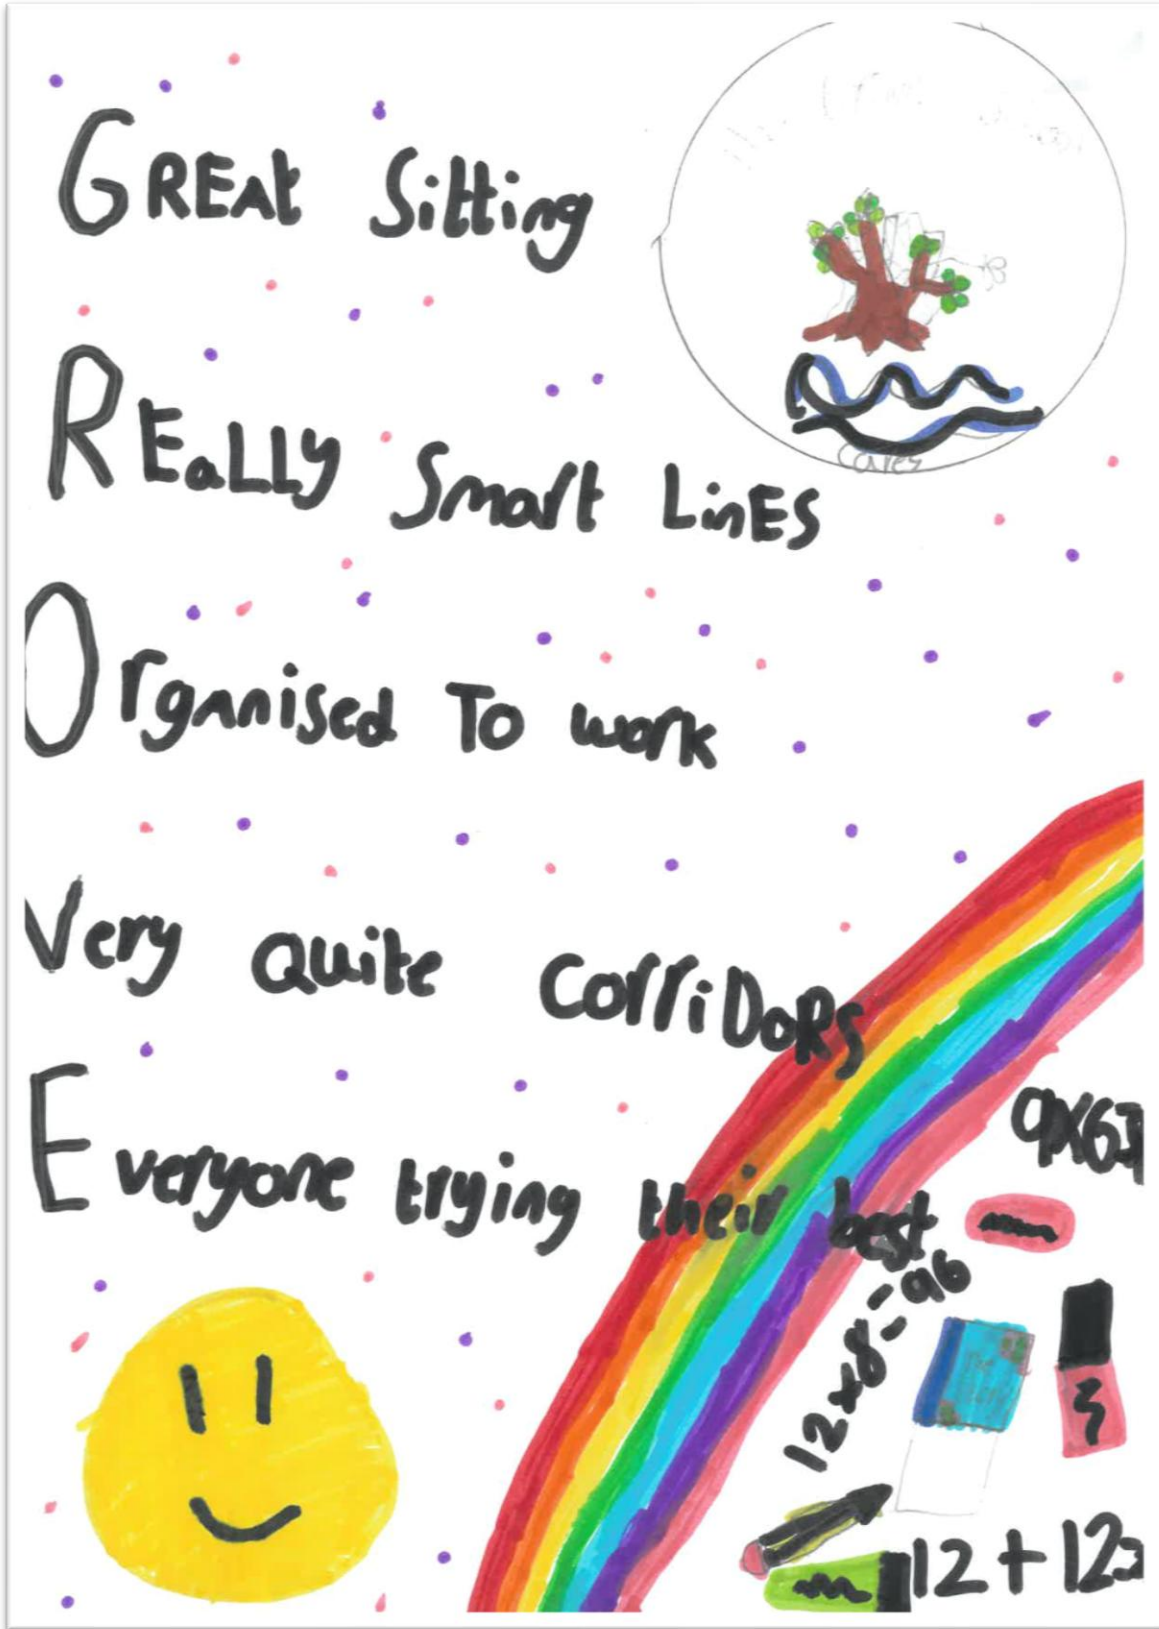 GREAt Sitting
cares
REaLLy Smart LinES
Organised To work
Very Quite CorriDoRS
Everyone trying their best
12x8=96
12 + 12=